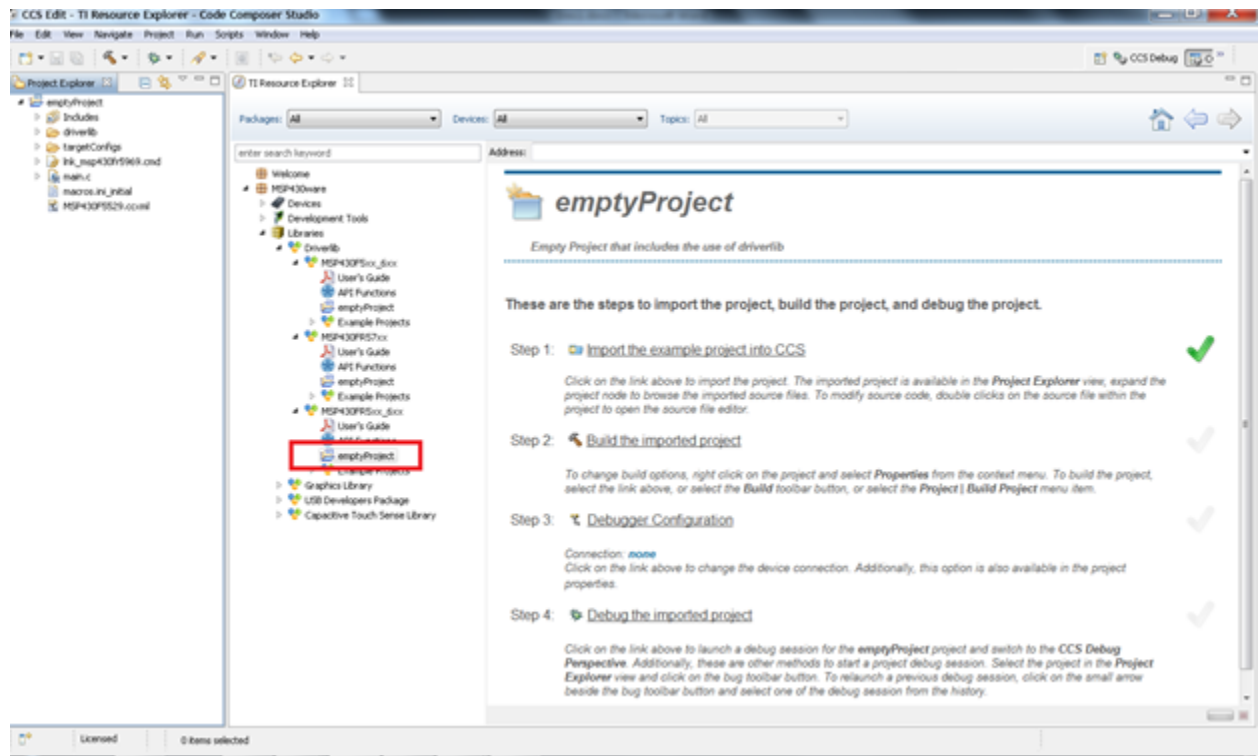 CCS Edit - TI Resource Explorer - Code Composer Studio
File Edit View Navigate Project Run Scripts Window Help
CCS Debug
Project Explorer
TI Resource Explorer
emptyProject
Includes
driverlib
targetConfigs
lnk_msp430fr5969.cmd
main.c
macros.ini_initial
MSP430F5529.ccxml
Packages: All Devices: All Topics: All
enter search keyword
Address:
Welcome
MSP430ware
Devices
Development Tools
Libraries
Driverlib
MSP430F5xx_6xx
User's Guide
API Functions
emptyProject
Example Projects
MSP430FR57xx
User's Guide
API Functions
emptyProject
Example Projects
MSP430FR5xx_6xx
User's Guide
API Functions
emptyProject
Example Projects
Graphics Library
USB Developers Package
Capacitive Touch Sense Library
emptyProject
Empty Project that includes the use of driverlib
These are the steps to import the project, build the project, and debug the project.
Step 1: Import the example project into CCS
Click on the link above to import the project. The imported project is available in the Project Explorer view, expand the
project node to browse the imported source files. To modify source code, double clicks on the source file within the
project to open the source file editor.
Step 2: Build the imported project
To change build options, right click on the project and select Properties from the context menu. To build the project,
select the link above, or select the Build toolbar button, or select the Project | Build Project menu item.
Step 3: Debugger Configuration
Connection: none
Click on the link above to change the device connection. Additionally, this option is also available in the project
properties.
Step 4: Debug the imported project
Click on the link above to launch a debug session for the emptyProject project and switch to the CCS Debug
Perspective. Additionally, these are other methods to start a project debug session. Select the project in the Project
Explorer view and click on the bug toolbar button. To relaunch a previous debug session, click on the small arrow
beside the bug toolbar button and select one of the debug session from the history.
Licensed
0 items selected